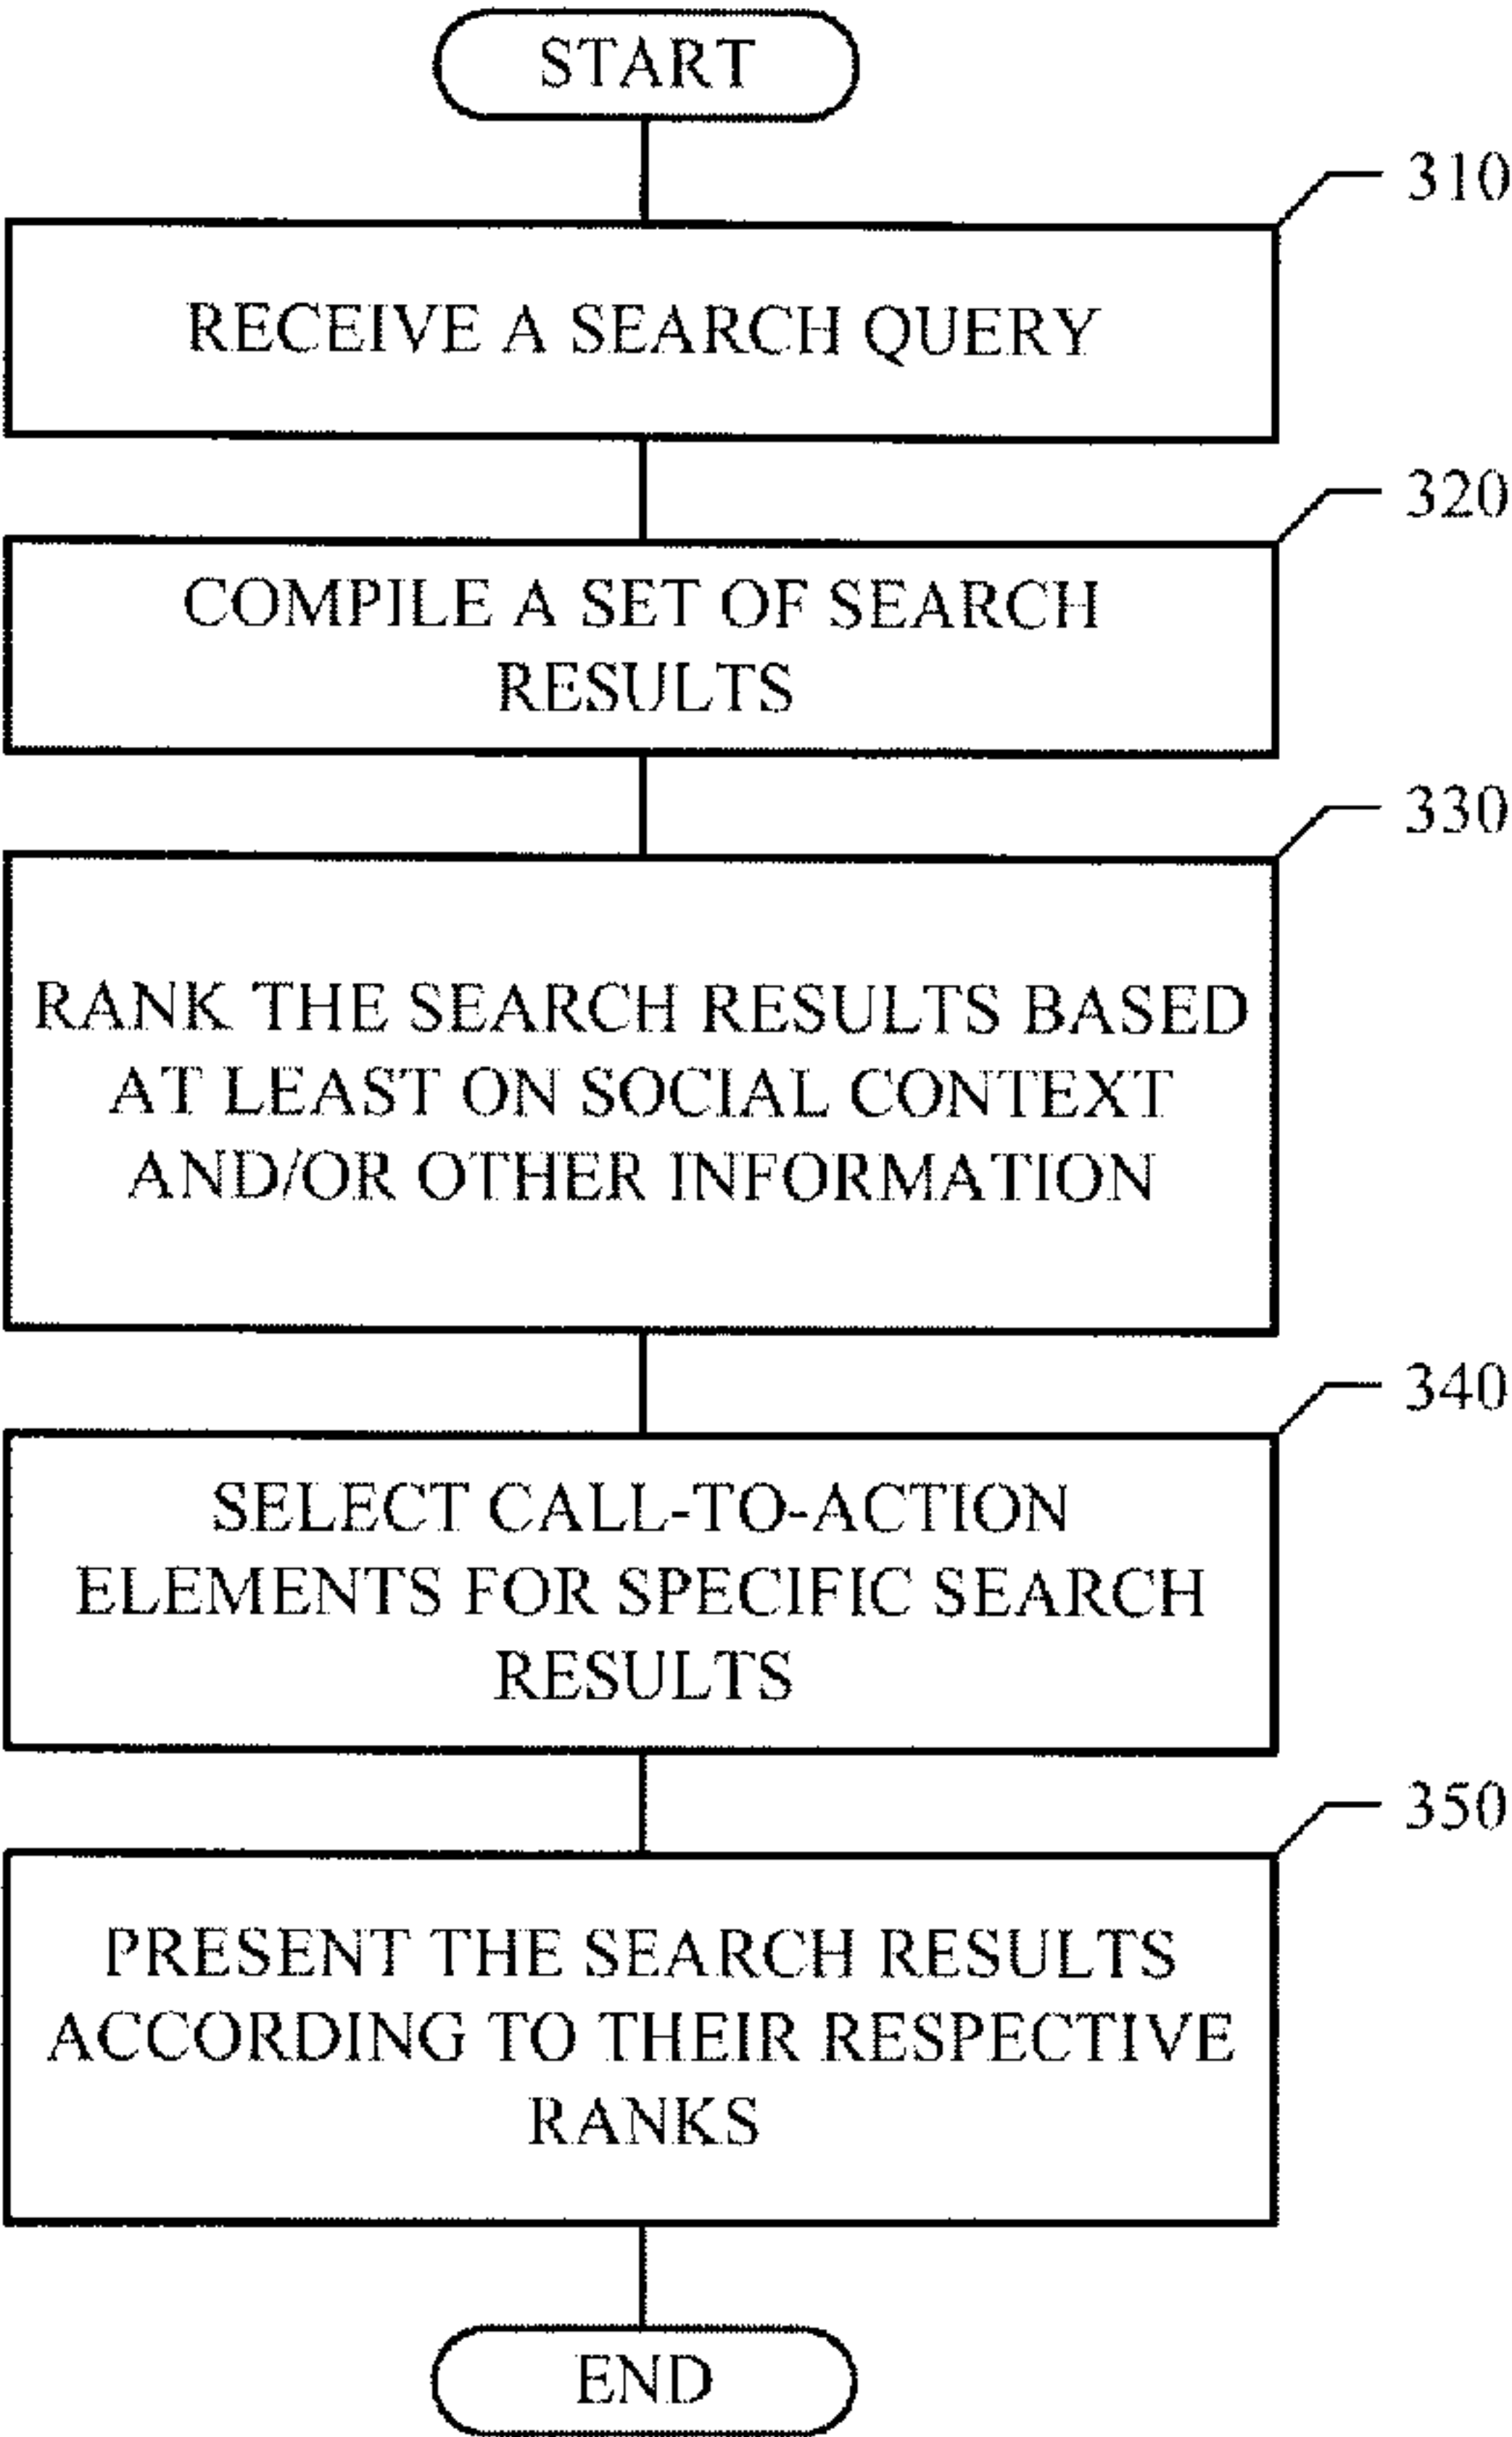 START
310
RECEIVE A SEARCH QUERY
320
COMPILE A SET OF SEARCH
RESULTS
330
RANK THE SEARCH RESULTS BASED
AT LEAST ON SOCIAL CONTEXT
AND/OR OTHER INFORMATION
340
SELECT CALL-TO-ACTION
ELEMENTS FOR SPECIFIC SEARCH
RESULTS
350
PRESENT THE SEARCH RESULTS
ACCORDING TO THEIR RESPECTIVE
RANKS
END